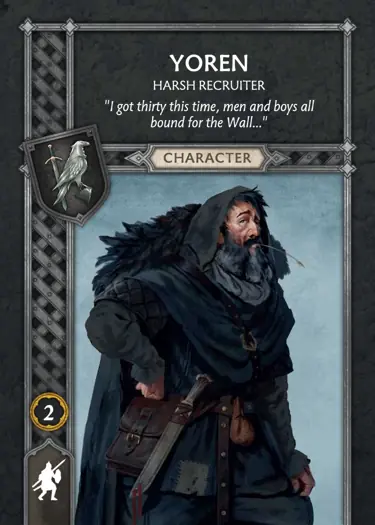 YOREN
HARSH RECRUITER
"I got thirty this time, men and boys all
bound for the Wall..."
CHARACTER
2